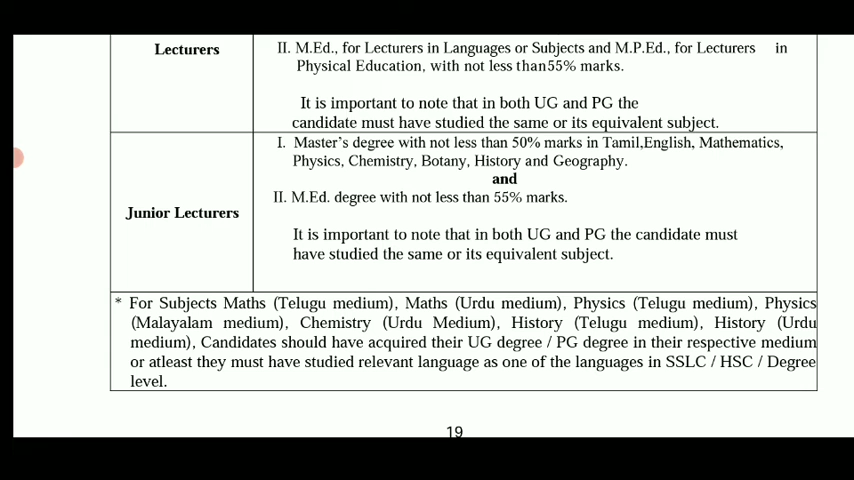 Lecturers
II. M.Ed., for Lecturers in Languages or Subjects and M.P.Ed., for Lecturers in
Physical Education, with not less than55% marks.
It is important to note that in both UG and PG the
candidate must have studied the same or its equivalent subject.
Junior Lecturers
I. Master's degree with not less than 50% marks in Tamil,English, Mathematics,
Physics, Chemistry, Botany, History and Geography.
and
II. M.Ed. degree with not less than 55% marks.
It is important to note that in both UG and PG the candidate must
have studied the same or its equivalent subject.
* For Subjects Maths (Telugu medium), Maths (Urdu medium), Physics (Telugu medium), Physics
(Malayalam medium), Chemistry (Urdu Medium), History (Telugu medium), History (Urdu
medium), Candidates should have acquired their UG degree / PG degree in their respective medium
or atleast they must have studied relevant language as one of the languages in SSLC / HSC / Degree
level.
19